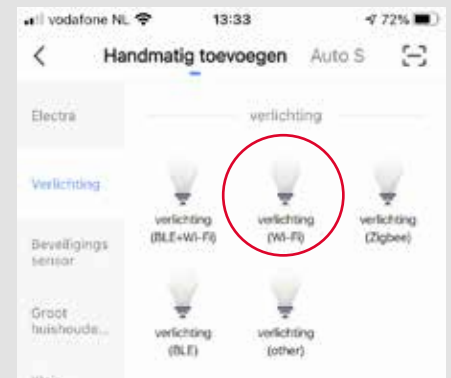 vodafone NL 13:33 72%
Handmatig toevoegen Auto S
Electra
verlichting
Verlichting
verlichting
(BLE+Wi-Fi)
verlichting
(Wi-Fi)
verlichting
(Zigbee)
Beveiligings
sensor
Groot
huishoude...
verlichting
(BLE)
verlichting
(other)